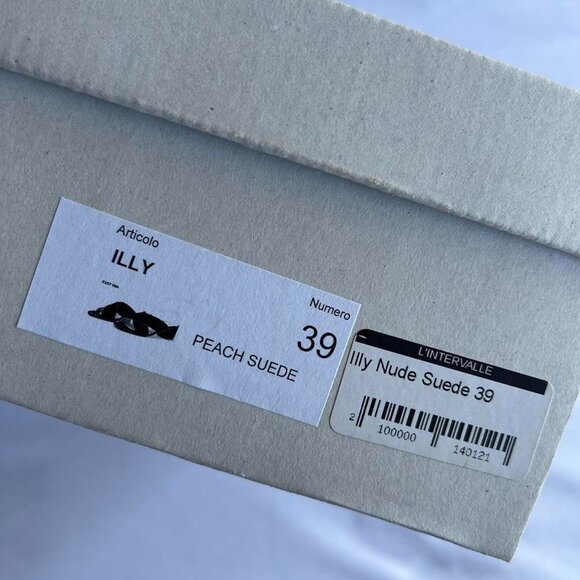 Articolo
ILLY
Numero
39
PEACH SUEDE
L'INTERVALLE
Illy Nude Suede 39
2 100000 140121